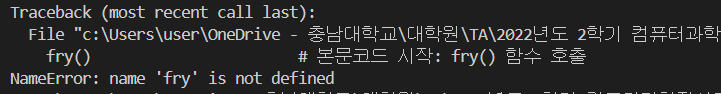 Traceback (most recent call last):
File "c:\Users\user\OneDrive - 충남대학교\대학원\TA\2022년도 2학기 컴퓨터과학
fry() # 본문코드 시작: fry() 함수 호출
NameError: name 'fry' is not defined